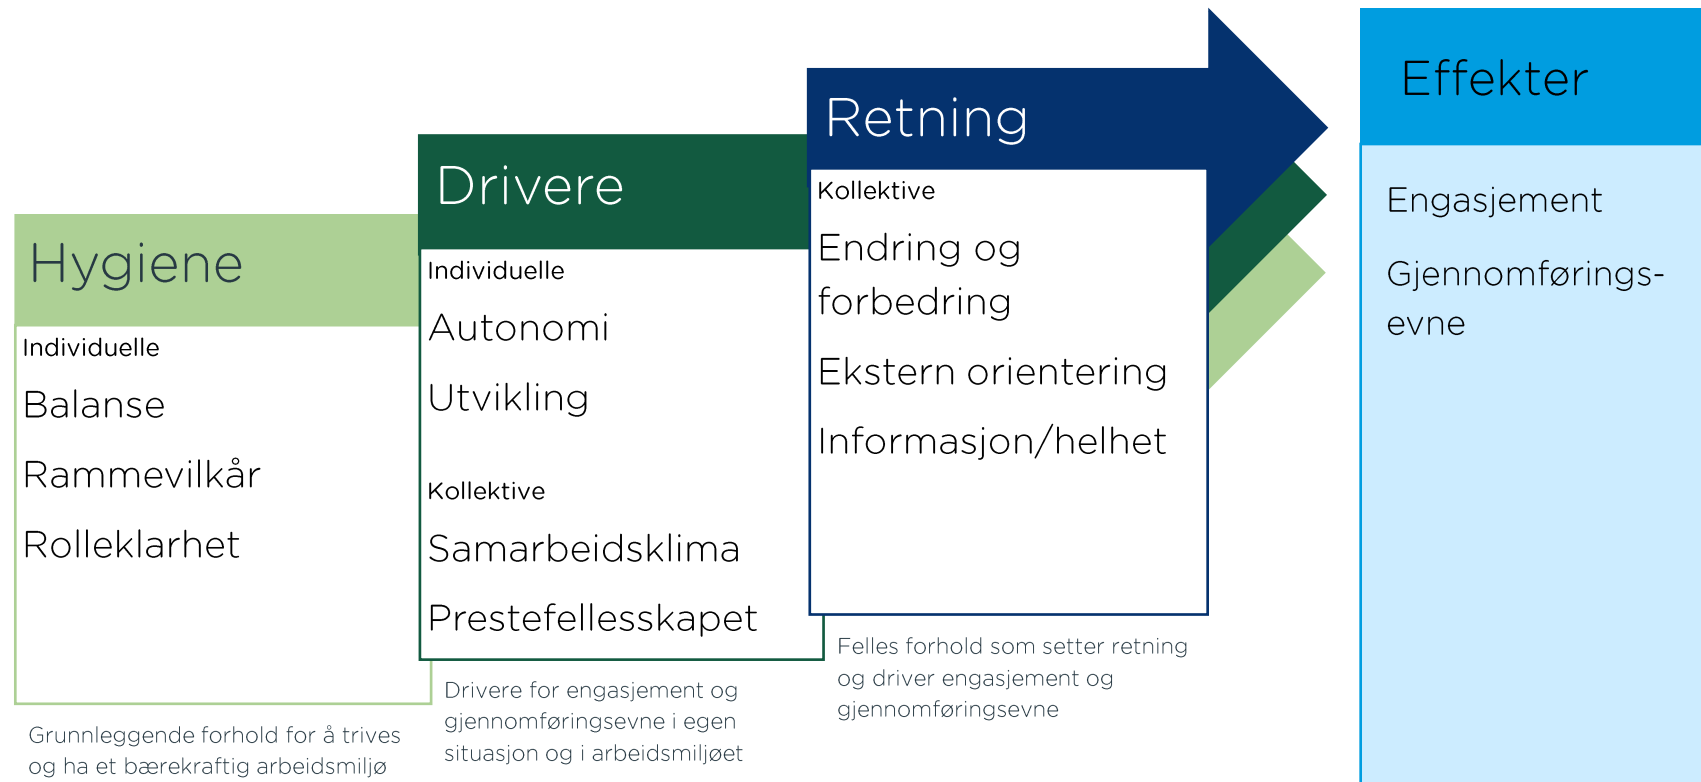 Hygiene
Individuelle
Balanse
Rammevilkår
Rolleklarhet
Grunnleggende forhold for å trives
og ha et bærekraftig arbeidsmiljø
Drivere
Individuelle
Autonomi
Utvikling
Kollektive
Samarbeidsklima
Prestefellesskapet
Drivere for engasjement og
gjennomføringsevne i egen
situasjon og i arbeidsmiljøet
Retning
Kollektive
Endring og
forbedring
Ekstern orientering
Informasjon/helhet
Felles forhold som setter retning
og driver engasjement og
gjennomføringsevne
Effekter
Engasjement
Gjennomførings-
evne